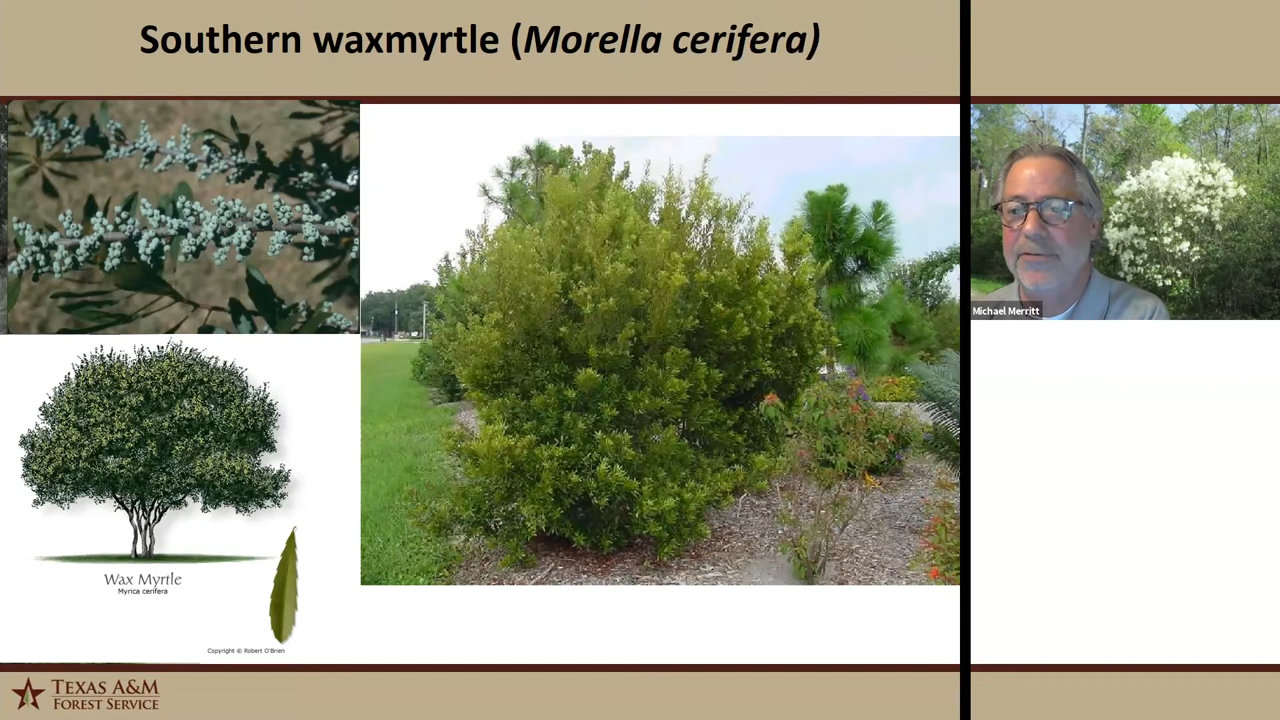 Southern waxmyrtle (Morella cerifera)
Michael Merritt
Wax Myrtle
Myrica cerifera
Copyright © Robert O'Brien
TEXAS A&M
FOREST SERVICE